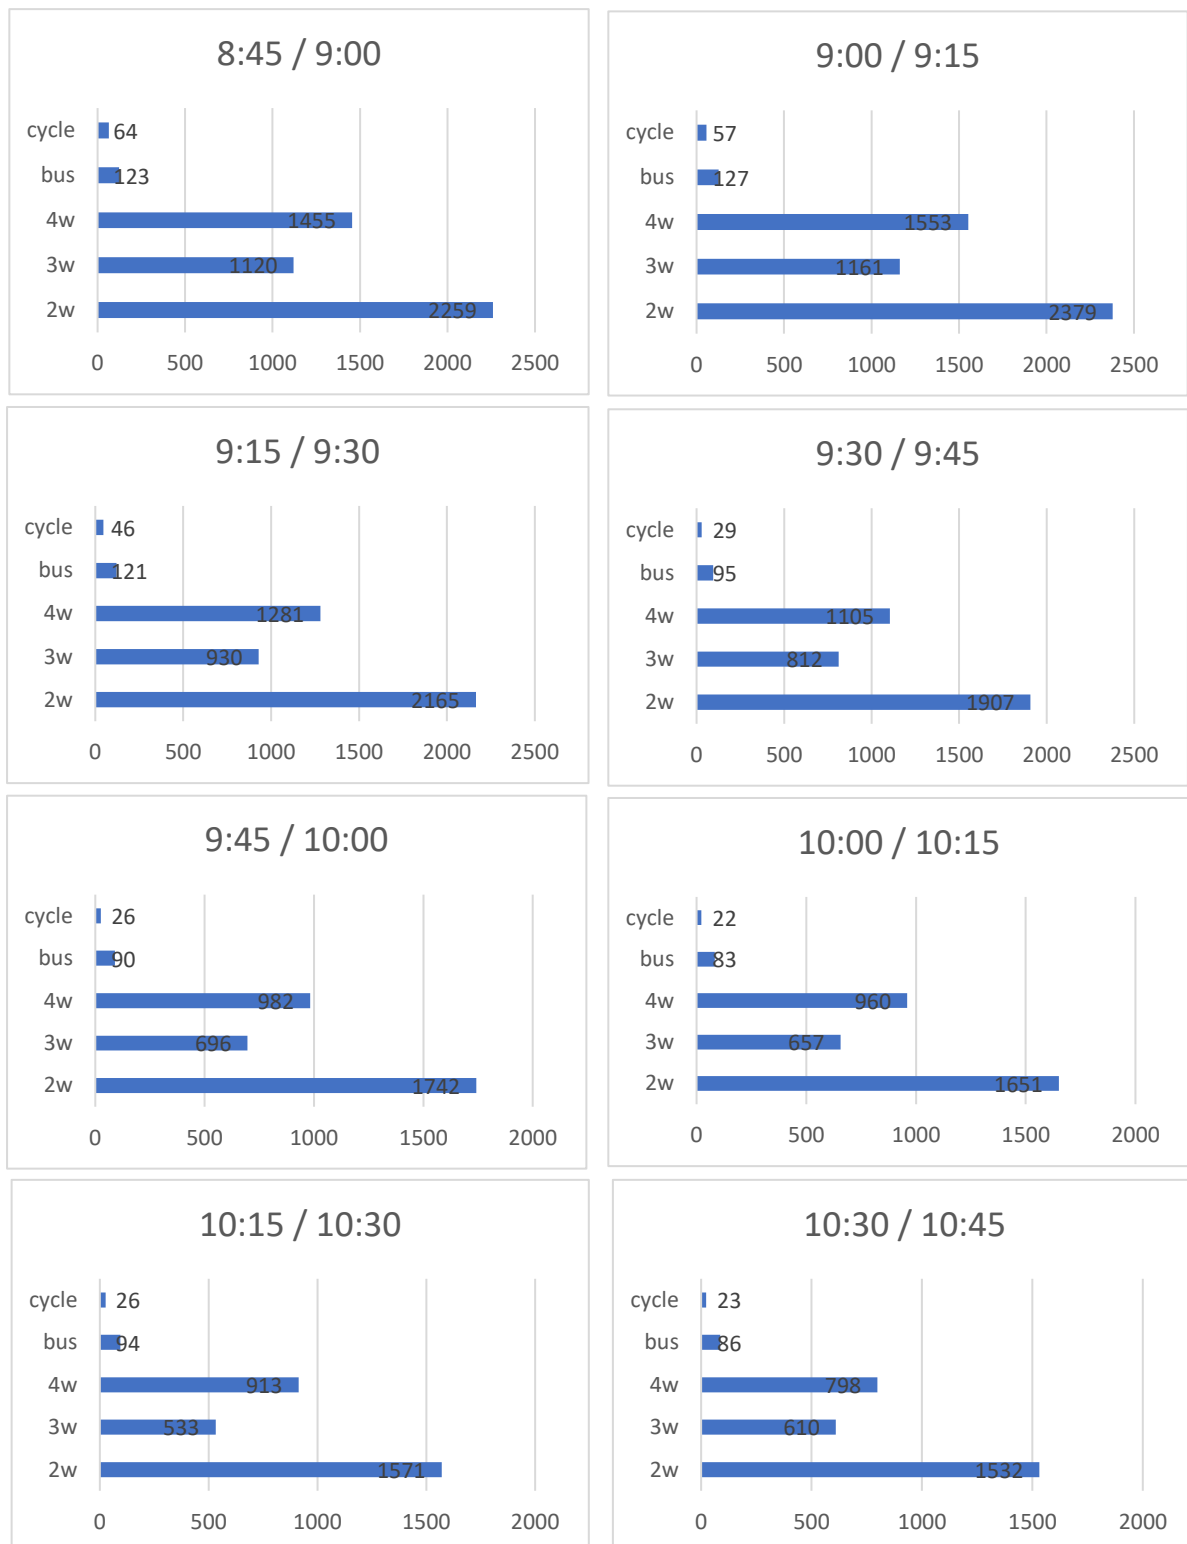 8:45 / 9:00
cycle 64
bus 123
4w 1455
3w 1120
2w 2259
0 500 1000 1500 2000 2500
9:00 / 9:15
cycle 57
bus 127
4w 1553
3w 1161
2w 2379
0 500 1000 1500 2000 2500
9:15 / 9:30
cycle 46
bus 121
4w 1281
3w 930
2w 2165
0 500 1000 1500 2000 2500
9:30 / 9:45
cycle 29
bus 95
4w 1105
3w 812
2w 1907
0 500 1000 1500 2000 2500
9:45 / 10:00
cycle 26
bus 90
4w 982
3w 696
2w 1742
0 500 1000 1500 2000
10:00 / 10:15
cycle 22
bus 83
4w 960
3w 657
2w 1651
0 500 1000 1500 2000
10:15 / 10:30
cycle 26
bus 94
4w 913
3w 533
2w 1571
0 500 1000 1500 2000
10:30 / 10:45
cycle 23
bus 86
4w 798
3w 610
2w 1532
0 500 1000 1500 2000